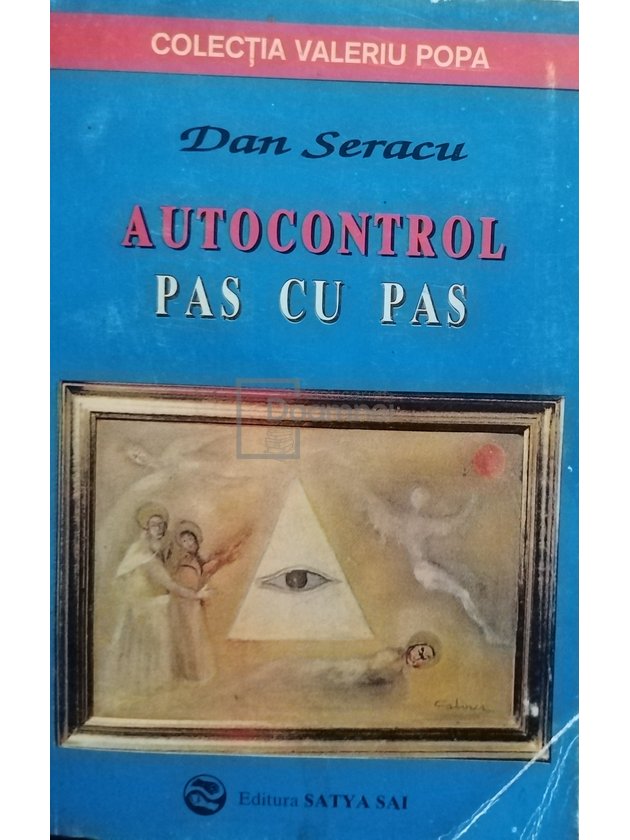 COLECȚIA VALERIU POPA
Dan Seracu
AUTOCONTROL
PAS CU PAS
Editura SATYA SAI